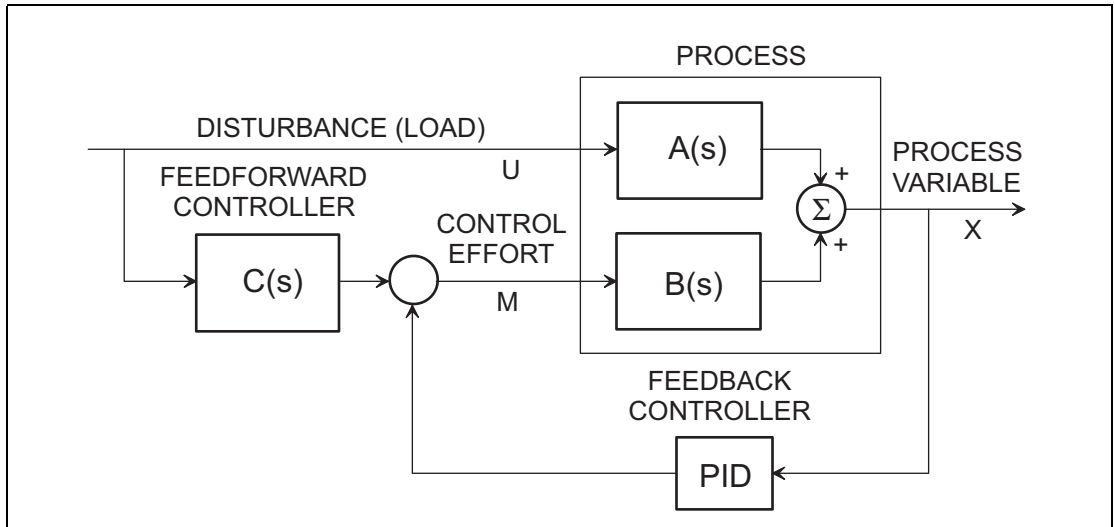 PROCESS
DISTURBANCE (LOAD)
U
A(s)
+
PROCESS
VARIABLE
X
FEEDFORWARD
CONTROLLER
Σ
+
CONTROL
EFFORT
M
C(s)
B(s)
FEEDBACK
CONTROLLER
PID